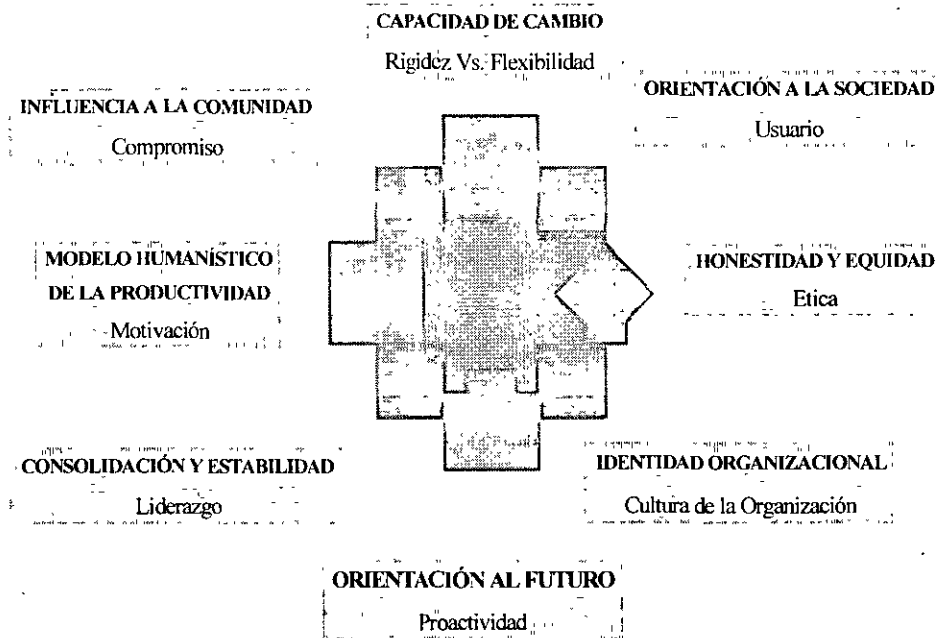 CAPACIDAD DE CAMBIO
Rigidez Vs. Flexibilidad
INFLUENCIA A LA COMUNIDAD
Compromiso
ORIENTACIÓN A LA SOCIEDAD
Usuario
MODELO HUMANÍSTICO
DE LA PRODUCTIVIDAD
Motivación
HONESTIDAD Y EQUIDAD
Etica
CONSOLIDACIÓN Y ESTABILIDAD
Liderazgo
IDENTIDAD ORGANIZACIONAL
Cultura de la Organización
ORIENTACIÓN AL FUTURO
Proactividad